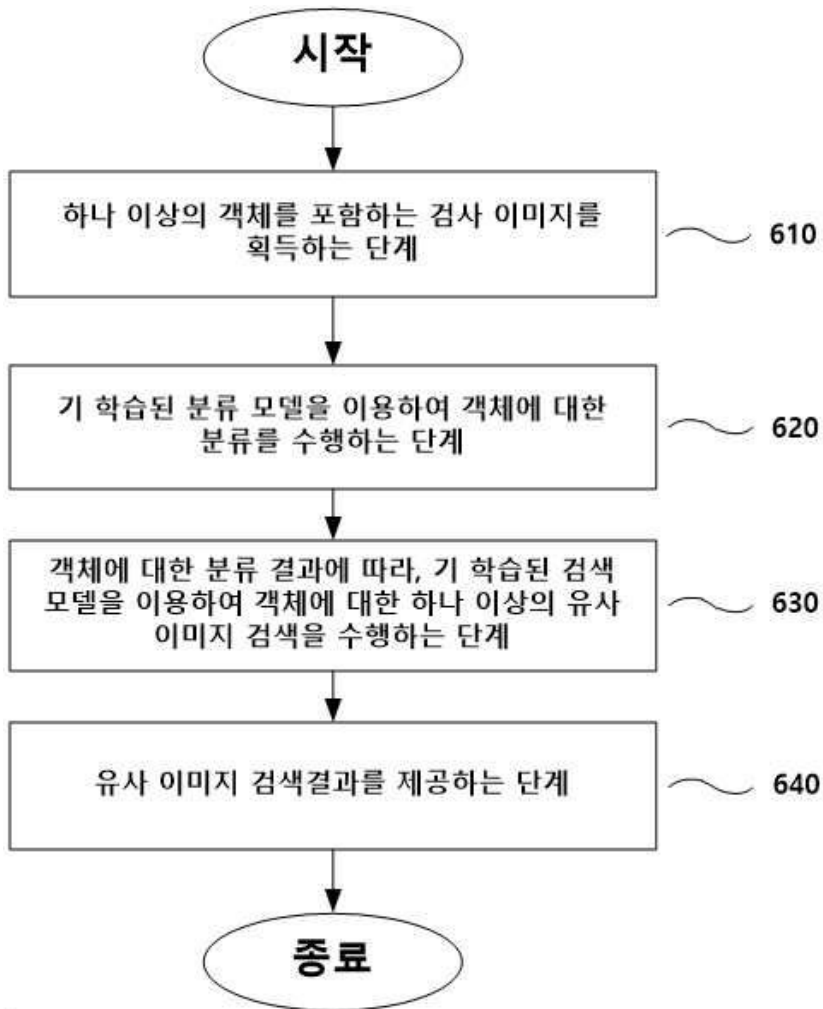 시작
하나 이상의 객체를 포함하는 검사 이미지를
획득하는 단계
610
기 학습된 분류 모델을 이용하여 객체에 대한
분류를 수행하는 단계
620
객체에 대한 분류 결과에 따라, 기 학습된 검색
모델을 이용하여 객체에 대한 하나 이상의 유사
이미지 검색을 수행하는 단계
630
유사 이미지 검색결과를 제공하는 단계
640
종료